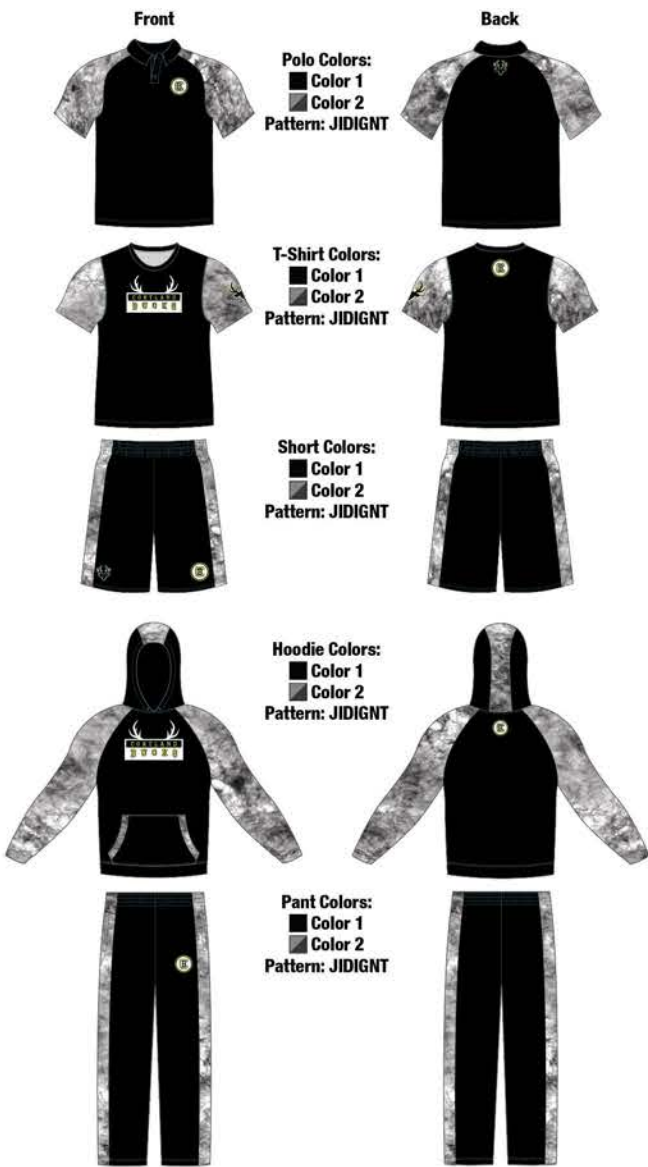 Front
Back
Polo Colors:
Color 1
Color 2
Pattern: JIDIGNT
T-Shirt Colors:
Color 1
Color 2
Pattern: JIDIGNT
CORTLAND
BUCKS
Short Colors:
Color 1
Color 2
Pattern: JIDIGNT
Hoodie Colors:
Color 1
Color 2
Pattern: JIDIGNT
CORTLAND
BUCKS
Pant Colors:
Color 1
Color 2
Pattern: JIDIGNT